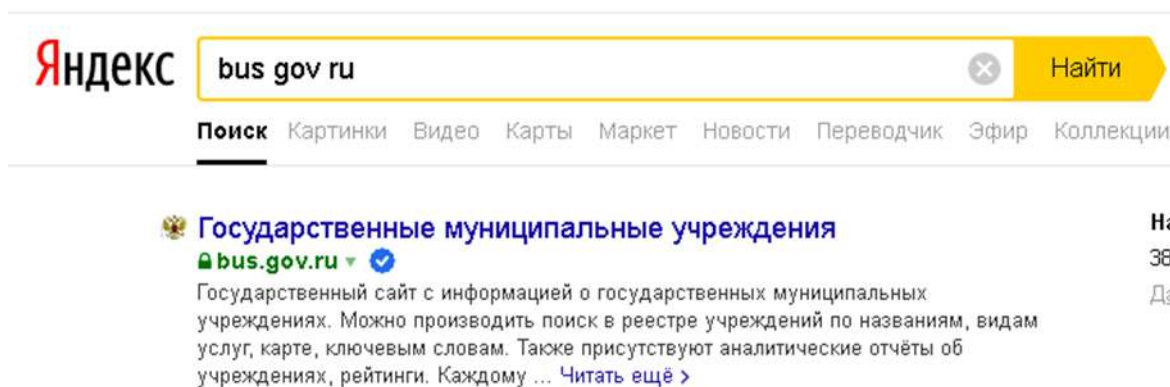 Яндекс
bus gov ru
Найти
Поиск Картинки Видео Карты Маркет Новости Переводчик Эфир Коллекции
Государственные муниципальные учреждения
bus.gov.ru
Государственный сайт с информацией о государственных муниципальных
учреждениях. Можно производить поиск в реестре учреждений по названиям, видам
услуг, карте, ключевым словам. Также присутствуют аналитические отчёты об
учреждениях, рейтинги. Каждому ... Читать ещё >
38